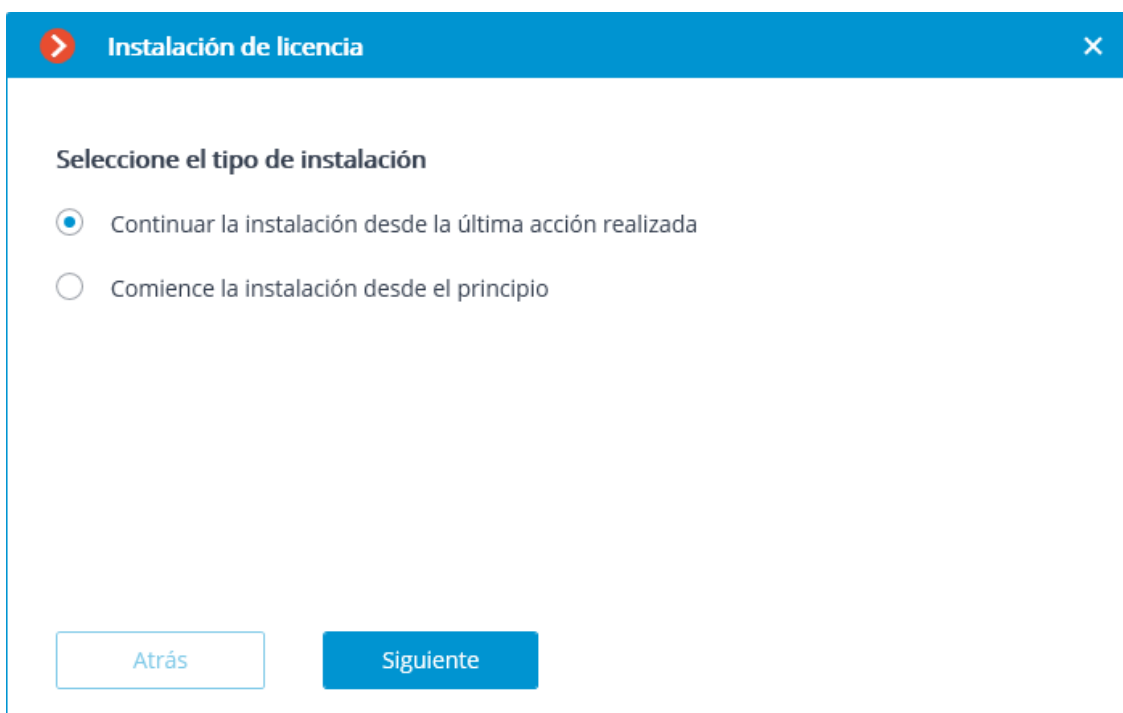 Instalación de licencia
Seleccione el tipo de instalación
Continuar la instalación desde la última acción realizada
Comience la instalación desde el principio
Atrás
Siguiente